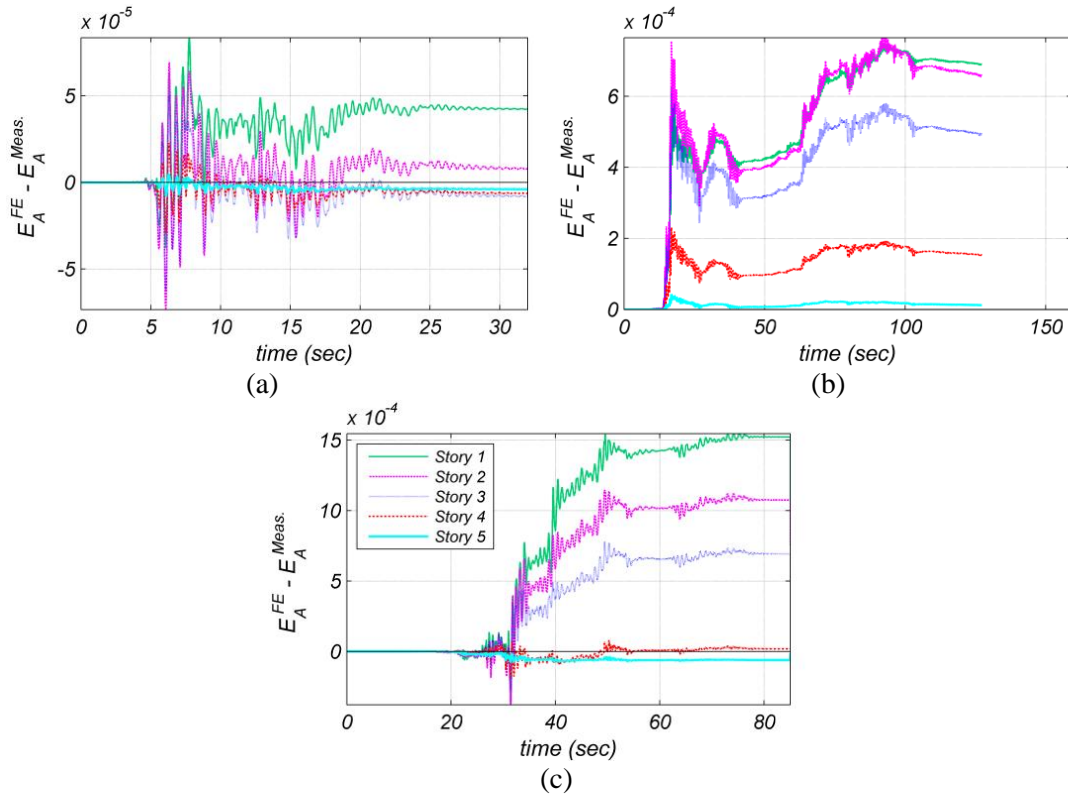 x 10^-5
5
0
-5
E_A^FE - E_A^Meas.
0 5 10 15 20 25 30
time (sec)
(a)
x 10^-4
6
4
2
0
E_A^FE - E_A^Meas.
0 50 100 150
time (sec)
(b)
x 10^-4
15
10
5
0
E_A^FE - E_A^Meas.
Story 1
Story 2
Story 3
Story 4
Story 5
0 20 40 60 80
time (sec)
(c)